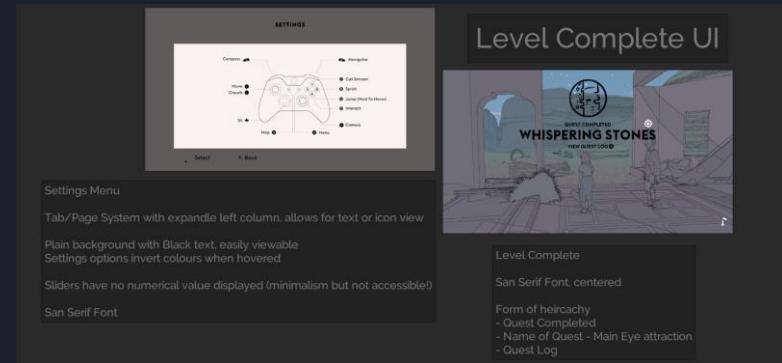 SETTINGS
Compass
Navigator
Move
Crouch
Call Simoon
Sprint
Jump (Hold To Hover)
Interact
Sit
Camera
Map
Menu
Select
Back
Settings Menu
Tab/Page System with expandle left column, allows for text or icon view
Plain background with Black text, easily viewable
Settings options invert colours when hovered
Sliders have no numerical value displayed (minimalism but not accessible!)
San Serif Font
Level Complete UI
QUEST COMPLETED
WHISPERING STONES
VIEW QUEST LOG
Level Complete
San Serif Font, centered
Form of heircachy
- Quest Completed
- Name of Quest - Main Eye attraction
- Quest Log